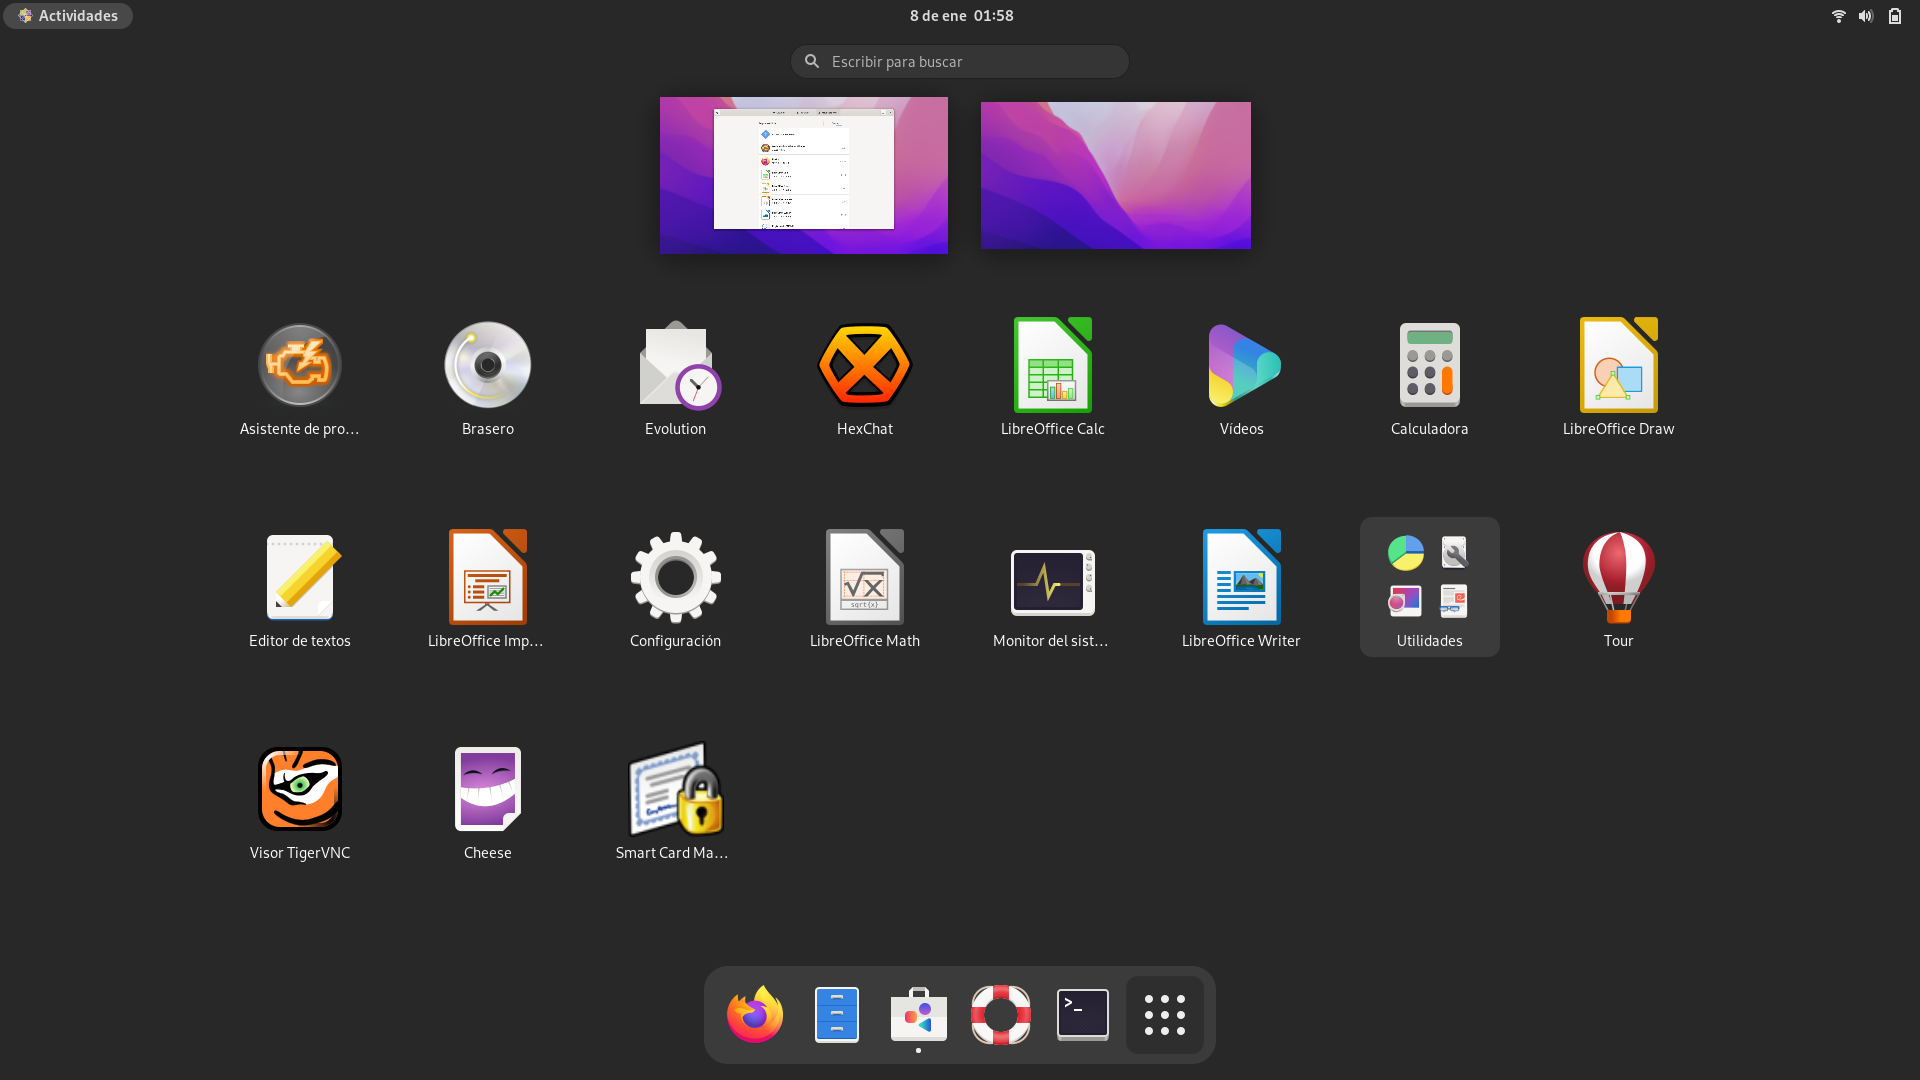 Actividades
8 de ene 01:58
Escribir para buscar
Asistente de pro...
Brasero
Evolution
HexChat
LibreOffice Calc
Vídeos
Calculadora
LibreOffice Draw
Editor de textos
LibreOffice Imp...
Configuración
sqrt{x}
LibreOffice Math
Monitor del sist...
LibreOffice Writer
Utilidades
Tour
Visor TigerVNC
Cheese
Smart Card Ma...
>_